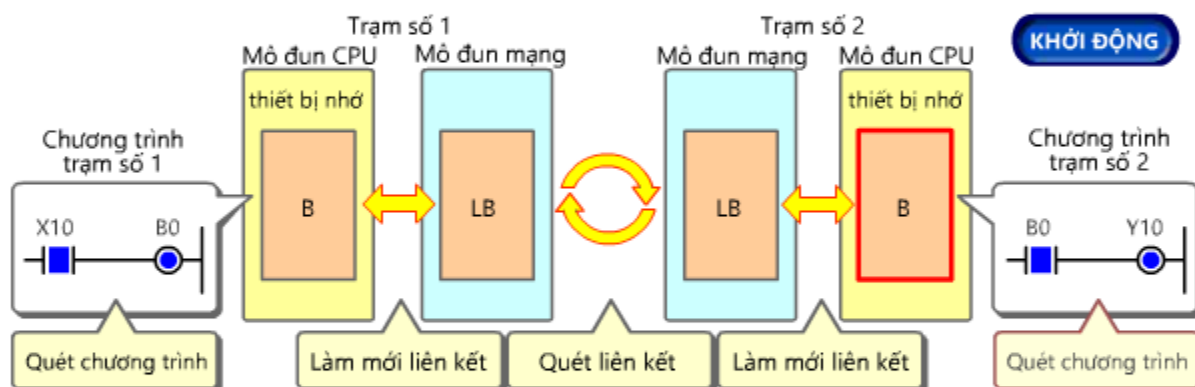 Trạm số 1
Trạm số 2
KHỞI ĐỘNG
Mô đun CPU
Mô đun mạng
Mô đun mạng
Mô đun CPU
thiết bị nhớ
thiết bị nhớ
Chương trình
trạm số 1
Chương trình
trạm số 2
B
LB
LB
B
X10
B0
B0
Y10
Quét chương trình
Làm mới liên kết
Quét liên kết
Làm mới liên kết
Quét chương trình